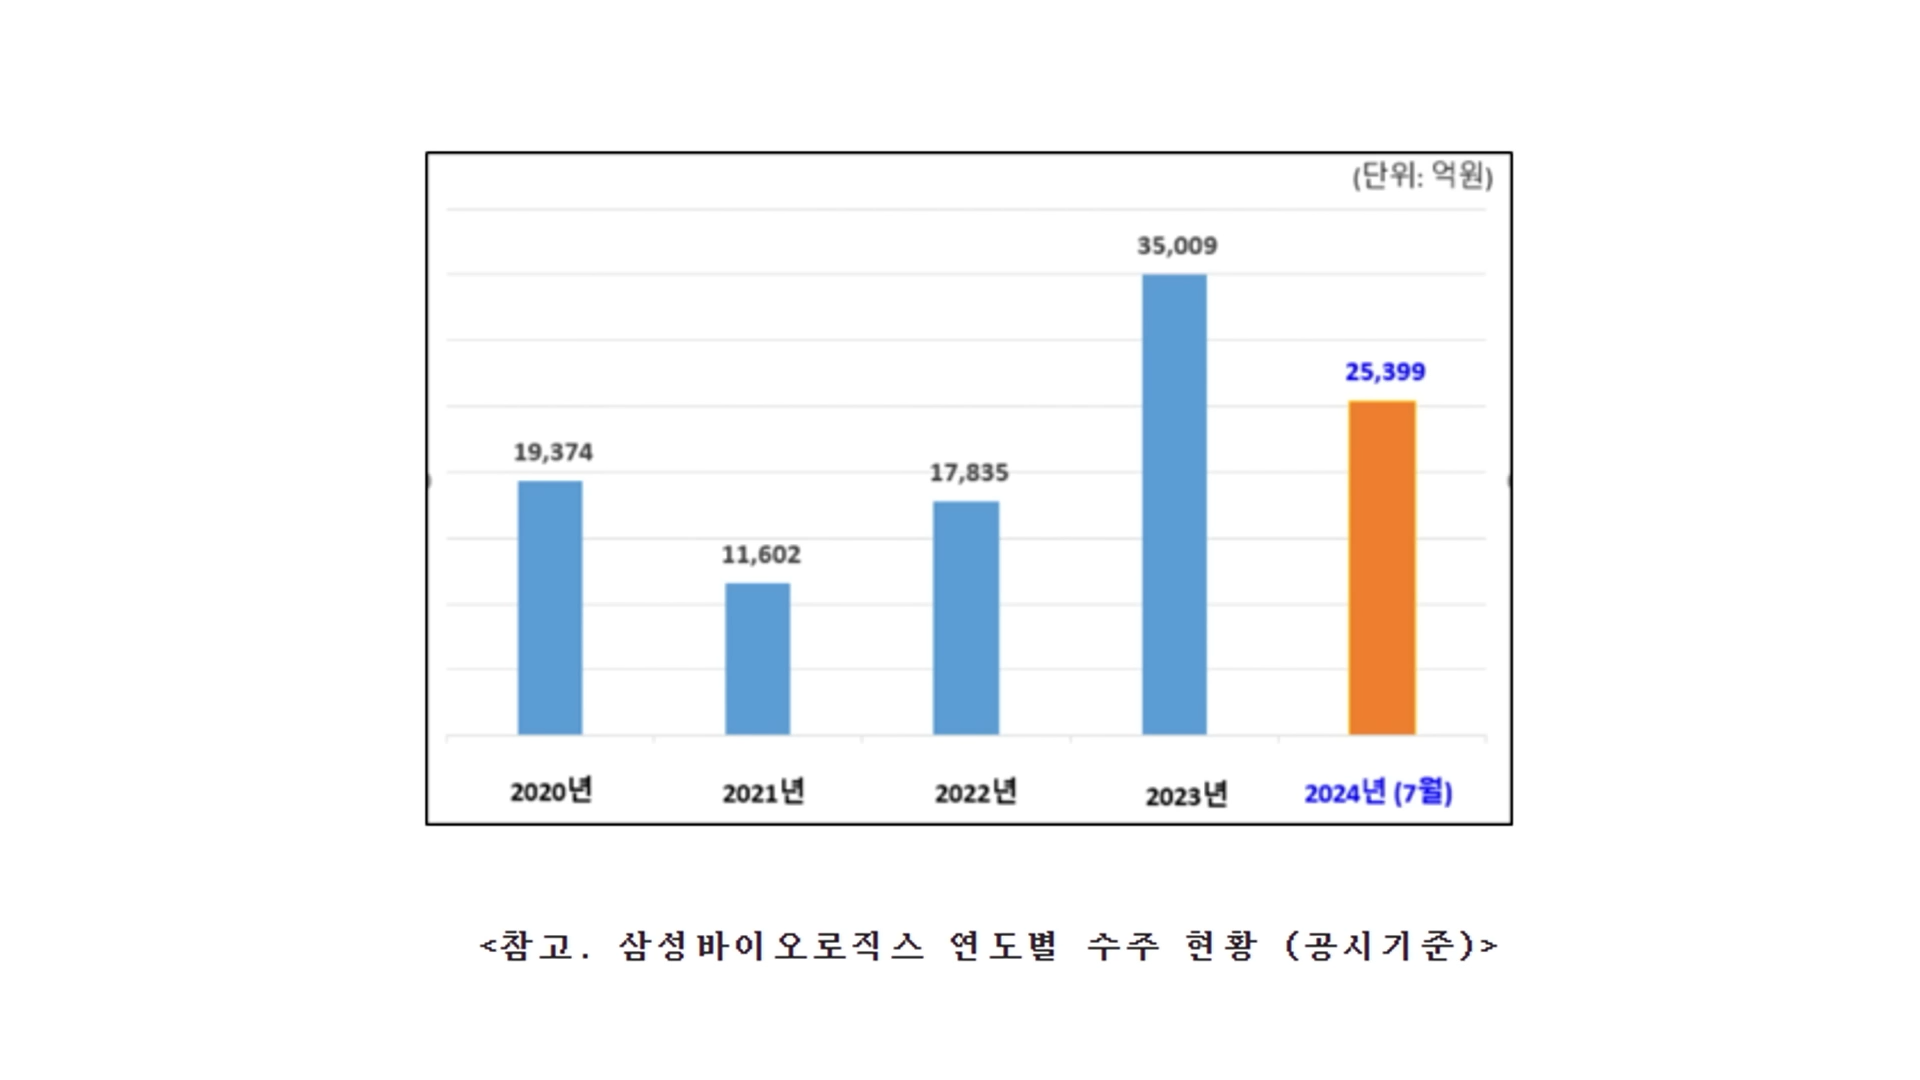 (단위: 억원)
35,009
25,399
19,374
17,835
11,602
2020년 2021년 2022년 2023년 2024년 (7월)
<참고. 삼성바이오로직스 연도별 수주 현황 (공시기준)>